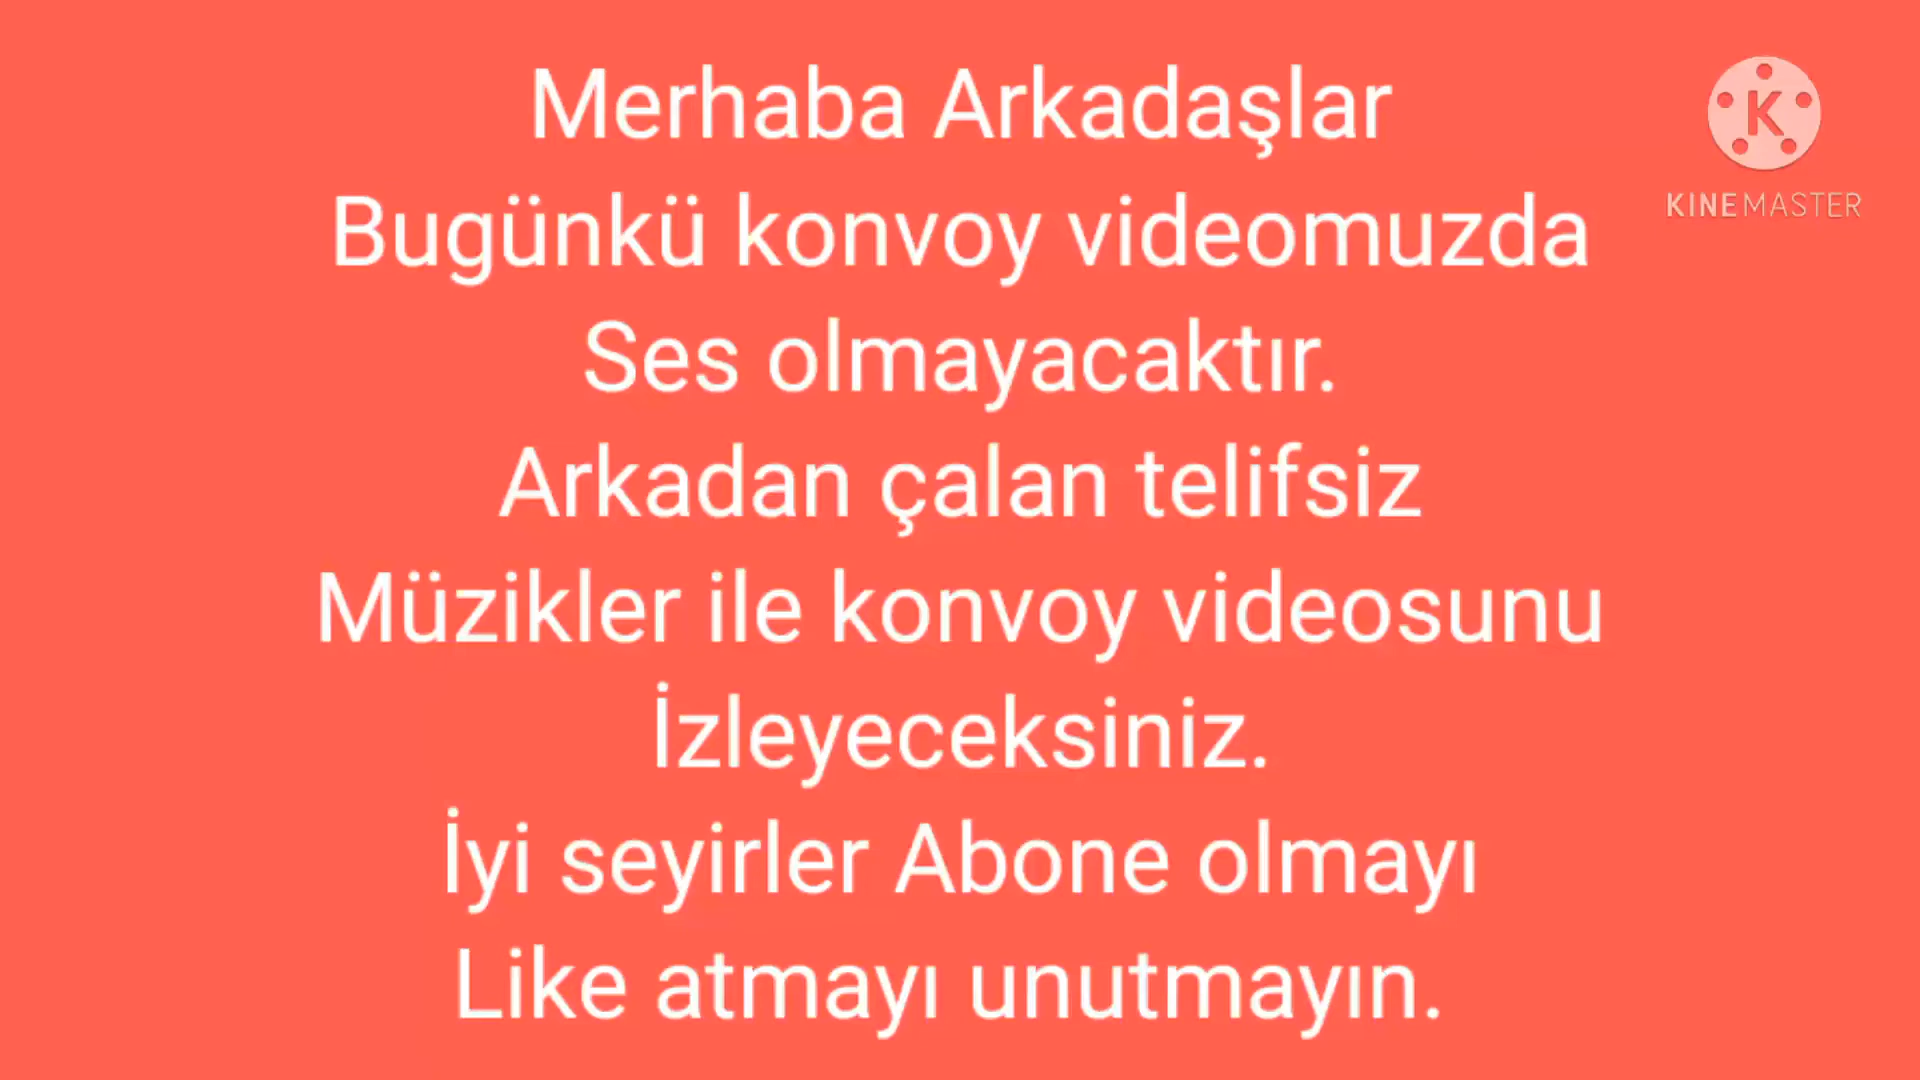 Merhaba Arkadaşlar
Bugünkü konvoy videomuzda
Ses olmayacaktır.
Arkadan çalan telifsiz
Müzikler ile konvoy videosunu
İzleyeceksiniz.
İyi seyirler Abone olmayı
Like atmayı unutmayın.
K
KINEMASTER